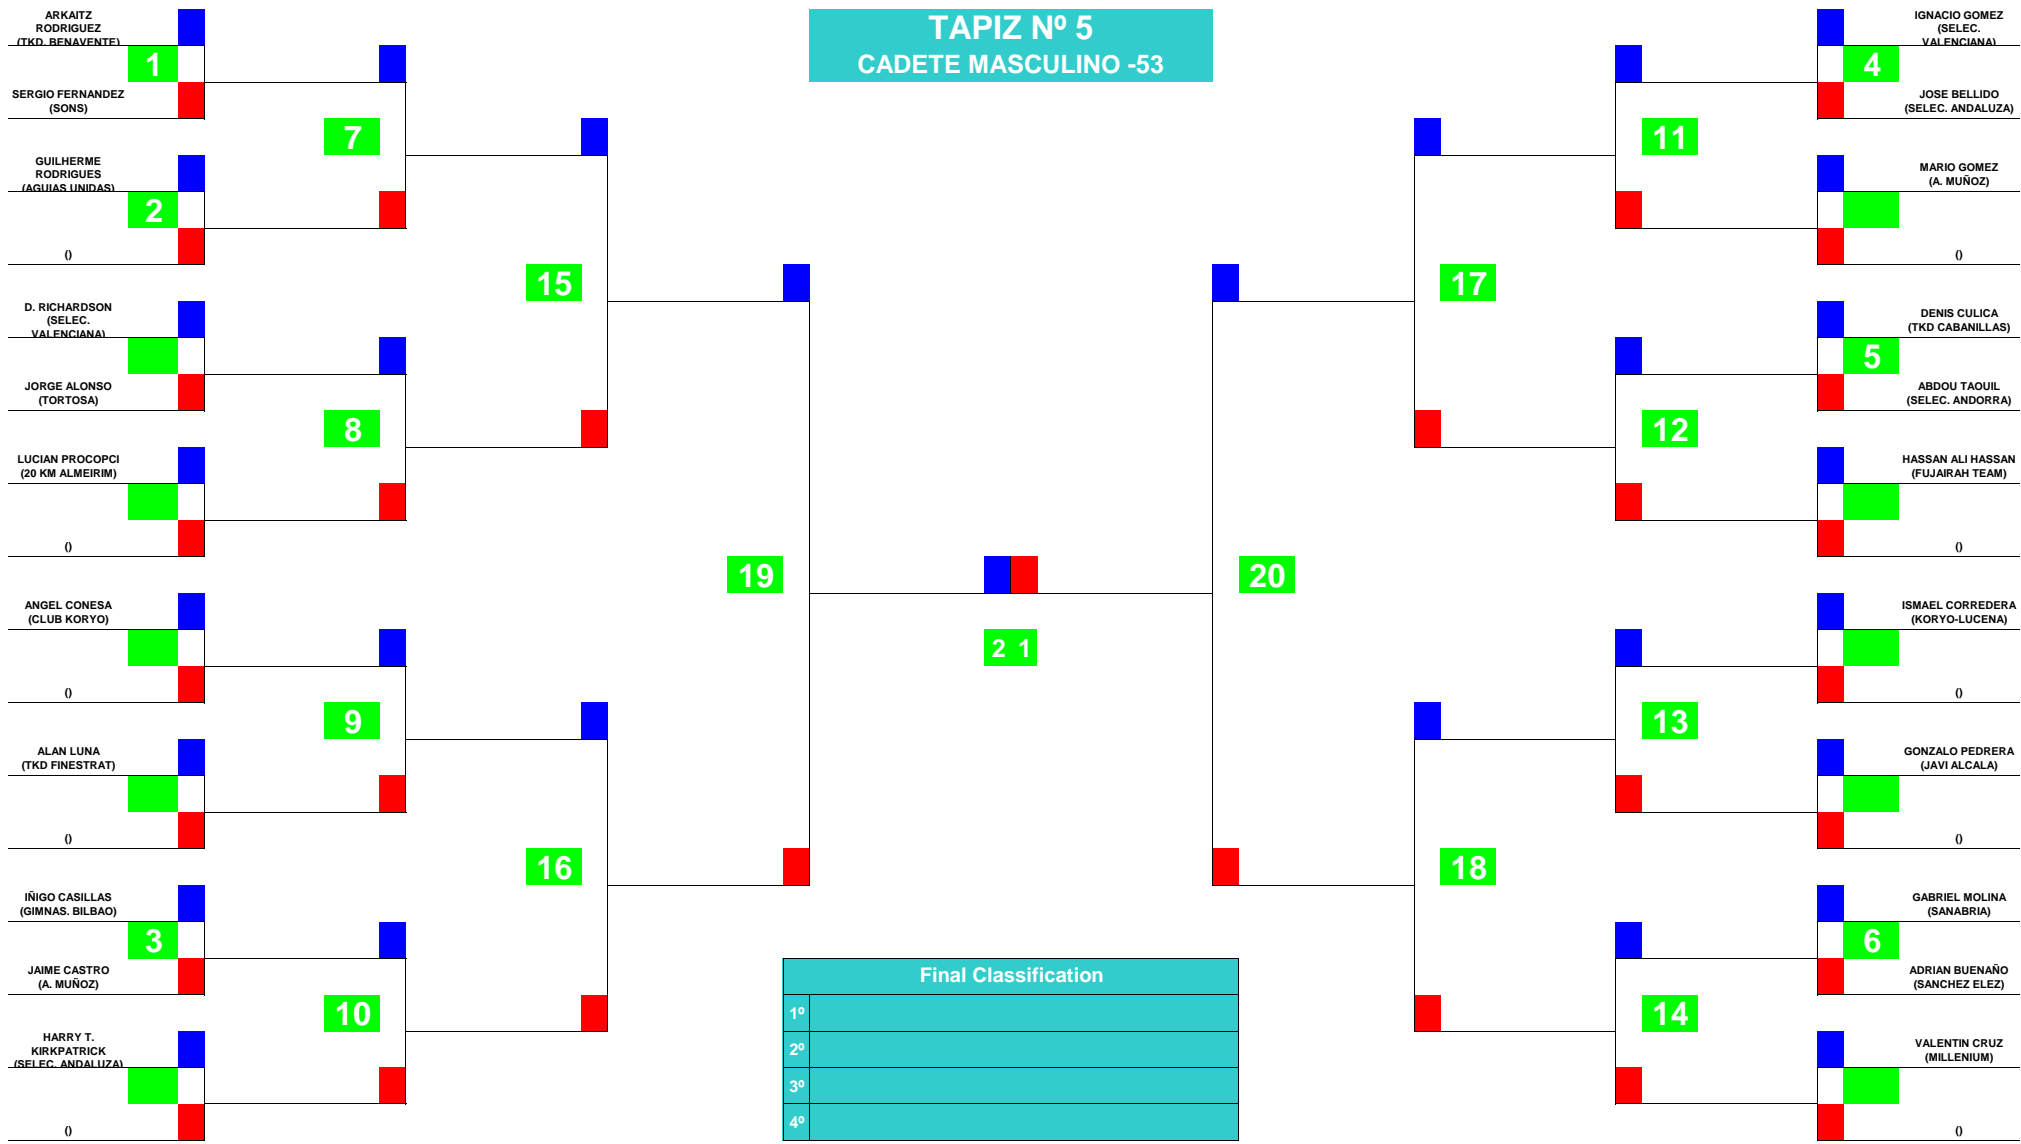 TAPIZ Nº 5
CADETE MASCULINO -53
ARKAITZ
RODRIGUEZ
(TKD. BENAVENTE)
1
SERGIO FERNANDEZ
(SONS)
7
GUILHERME
RODRIGUES
(AGUIAS UNIDAS)
2
()
15
D. RICHARDSON
(SELEC.
VALENCIANA)
JORGE ALONSO
(TORTOSA)
8
LUCIAN PROCOPCI
(20 KM ALMEIRIM)
()
19
ANGEL CONESA
(CLUB KORYO)
()
9
ALAN LUNA
(TKD FINESTRAT)
()
16
IÑIGO CASILLAS
(GIMNAS. BILBAO)
3
JAIME CASTRO
(A. MUÑOZ)
10
HARRY T.
KIRKPATRICK
(SELEC. ANDALUZA)
()
2 1
IGNACIO GOMEZ
(SELEC.
VALENCIANA)
4
JOSE BELLIDO
(SELEC. ANDALUZA)
11
MARIO GOMEZ
(A. MUÑOZ)
()
17
DENIS CULICA
(TKD CABANILLAS)
5
ABDOU TAOUIL
(SELEC. ANDORRA)
12
HASSAN ALI HASSAN
(FUJAIRAH TEAM)
()
20
ISMAEL CORREDERA
(KORYO-LUCENA)
()
13
GONZALO PEDRERA
(JAVI ALCALA)
()
18
GABRIEL MOLINA
(SANABRIA)
6
ADRIAN BUENAÑO
(SANCHEZ ELEZ)
14
VALENTIN CRUZ
(MILLENIUM)
()
Final Classification
1º
2º
3º
4º